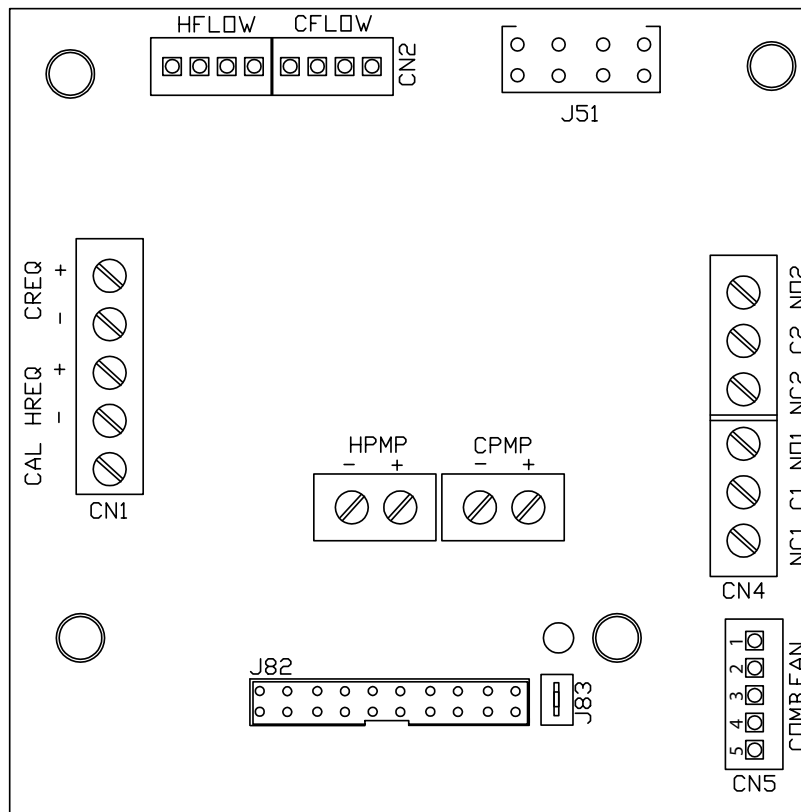 HFLOW CFLOW
CN2
J51
CREQ + -
HREQ + -
CAL
CN1
HPMP CPMP
- + - +
NO2
C2
NC2
NO1
C1
NC1
CN4
J82
J83
1
2
3
4
5
COMB.FAN
CN5